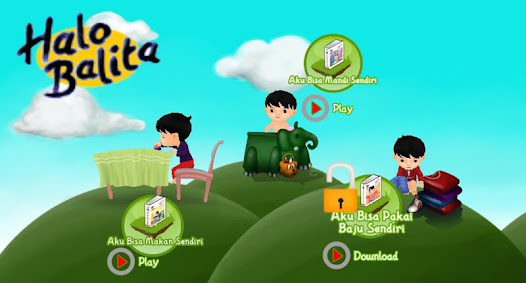 Halo
Balita
Aku Bisa Mandi Sendiri
Play
Aku Bisa Makan Sendiri
Play
Aku Bisa Pakai
Baju Sendiri
Download